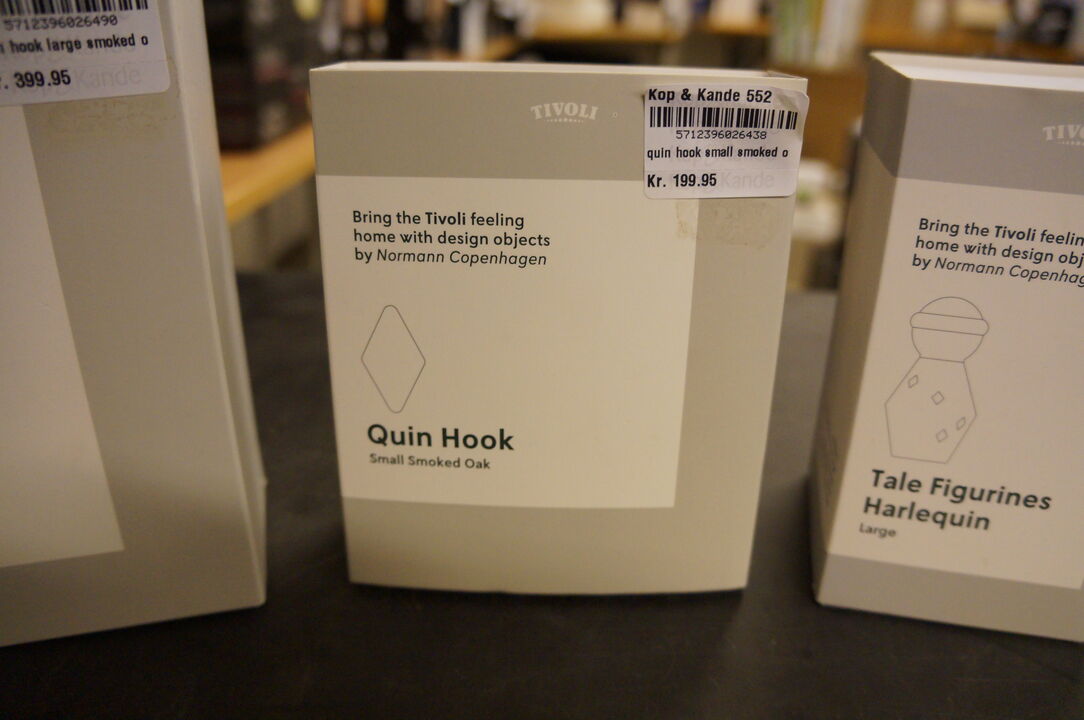 5712396026490
hook large smoked o
. 399.95
Kande
TIVOLI
Kop & Kande 552
5712396026438
quin hook small smoked o
Kr. 199.95
Kande
Bring the Tivoli feeling
home with design objects
by Normann Copenhagen
Quin Hook
Small Smoked Oak
TIV
Bring the Tivoli feelin
home with design obj
by Normann Copenhag
Tale Figurines
Harlequin
Large